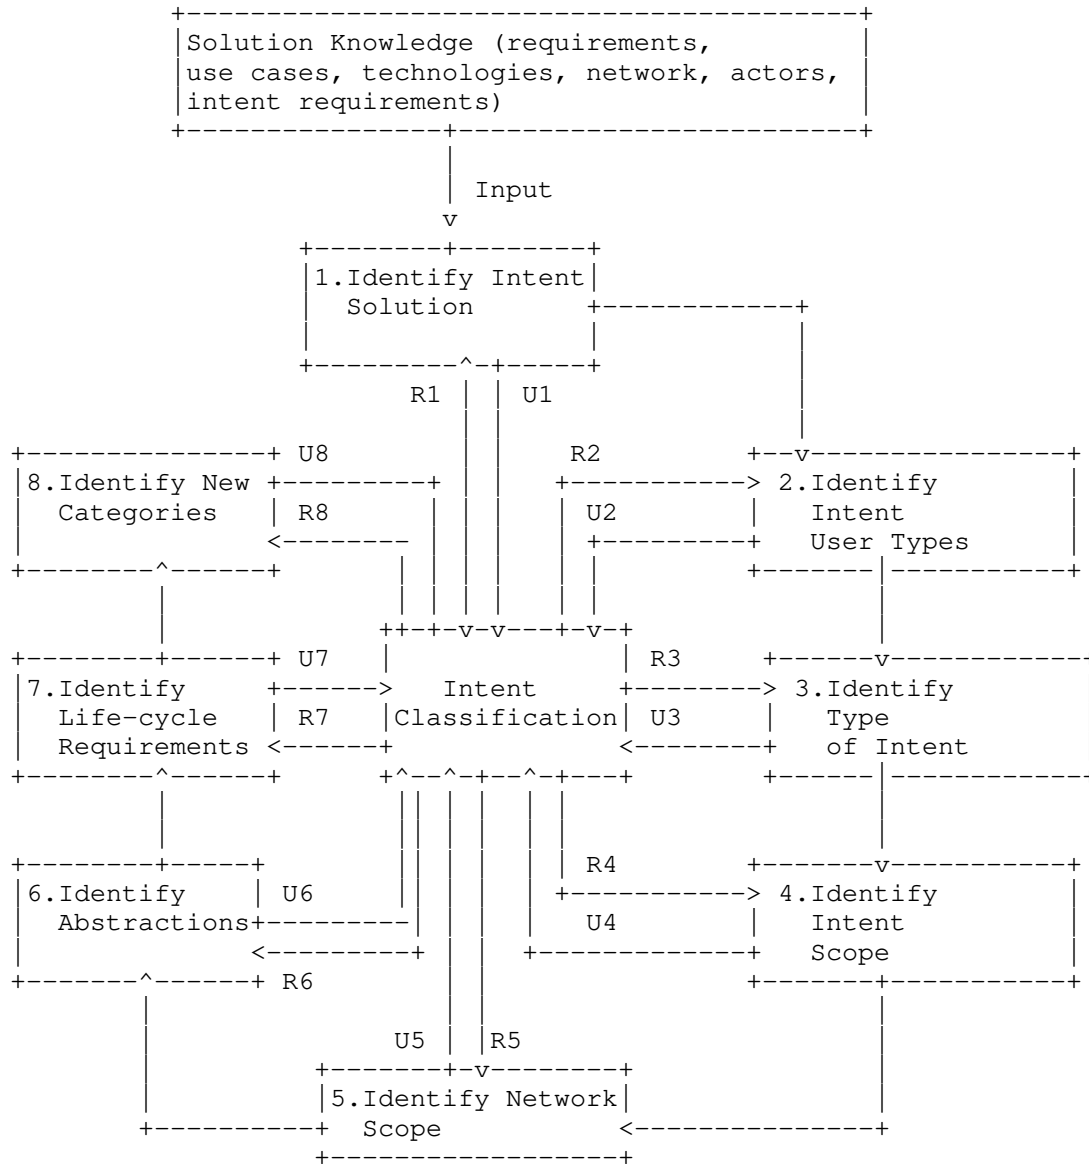 Solution Knowledge (requirements,
use cases, technologies, network, actors,
intent requirements)
Input
1.Identify Intent
Solution
R1 U1
U8 R2
8.Identify New 2.Identify
Categories R8 U2 Intent
User Types
U7 R3
7.Identify Intent 3.Identify
Life-cycle R7 Classification U3 Type
Requirements of Intent
R4
6.Identify U6 4.Identify
Abstractions U4 Intent
Scope
R6
U5 R5
5.Identify Network
Scope